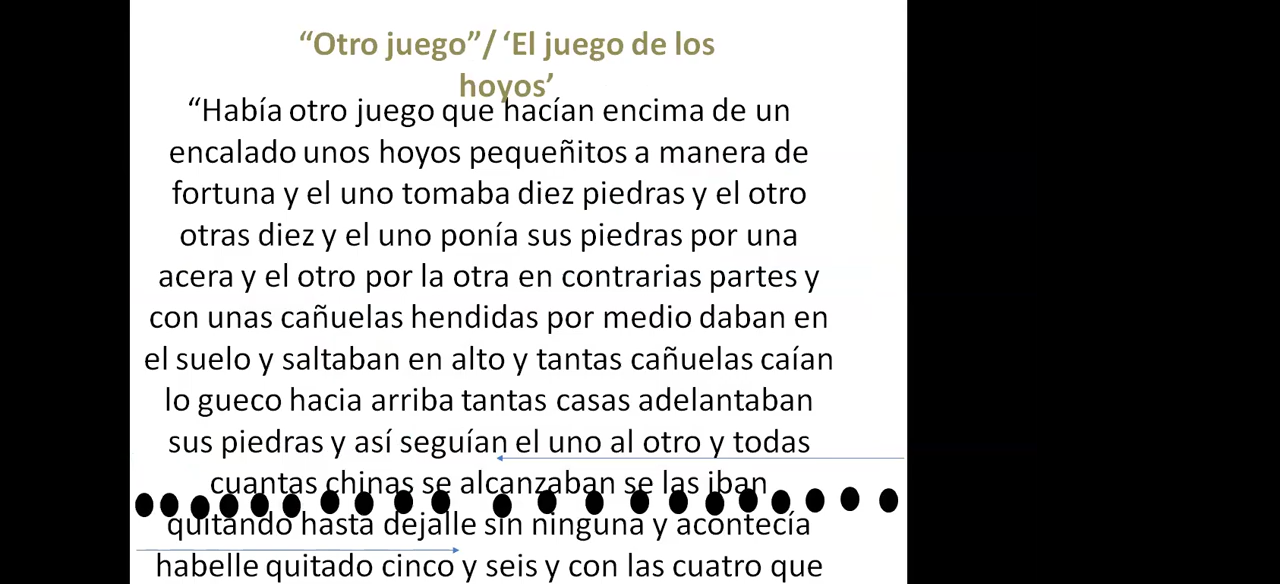 “Otro juego”/ ‘El juego de los
hoyos’
“Había otro juego que hacían encima de un
encalado unos hoyos pequeñitos a manera de
fortuna y el uno tomaba diez piedras y el otro
otras diez y el uno ponía sus piedras por una
acera y el otro por la otra en contrarias partes y
con unas cañuelas hendidas por medio daban en
el suelo y saltaban en alto y tantas cañuelas caían
lo gueco hacia arriba tantas casas adelantaban
sus piedras y así seguían el uno al otro y todas
cuantas chinas se alcanzaban se las iban
quitando hasta dejalle sin ninguna y acontecía
habelle quitado cinco y seis y con las cuatro que